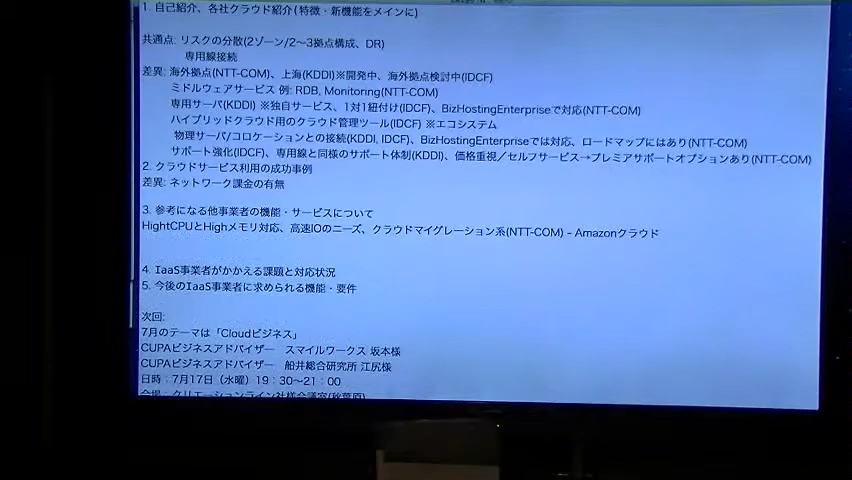 1. 自己紹介、各社クラウド紹介(特徴・新機能をメインに)
共通点: リスクの分散(2ゾーン/2〜3拠点構成、DR)
専用線接続
差異: 海外拠点(NTT-COM)、上海(KDDI)※開発中、海外拠点検討中(IDCF)
ミドルウェアサービス 例: RDB, Monitoring(NTT-COM)
専用サーバ(KDDI) ※独自サービス、1対1紐付け(IDCF)、BizHostingEnterpriseで対応(NTT-COM)
ハイブリッドクラウド用のクラウド管理ツール(IDCF) ※エコシステム
物理サーバ/コロケーションとの接続(KDDI, IDCF)、BizHostingEnterpriseでは対応、ロードマップにはあり(NTT-COM)
サポート強化(IDCF)、専用線と同様のサポート体制(KDDI)、価格重視／セルフサービス→プレミアサポートオプションあり(NTT-COM)
2. クラウドサービス利用の成功事例
差異: ネットワーク課金の有無
3. 参考になる他事業者の機能・サービスについて
HightCPUとHighメモリ対応、高速IOのニーズ、クラウドマイグレーション系(NTT-COM) – Amazonクラウド
4. IaaS事業者がかかえる課題と対応状況
5. 今後のIaaS事業者に求められる機能・要件
次回:
7月のテーマは「Cloudビジネス」
CUPAビジネスアドバイザー　スマイルワークス 坂本様
CUPAビジネスアドバイザー　船井総合研究所 江尻様
日時：7月17日（水曜）19：30〜21：00
会場：クリエーションライン社様会議室(秋葉原)